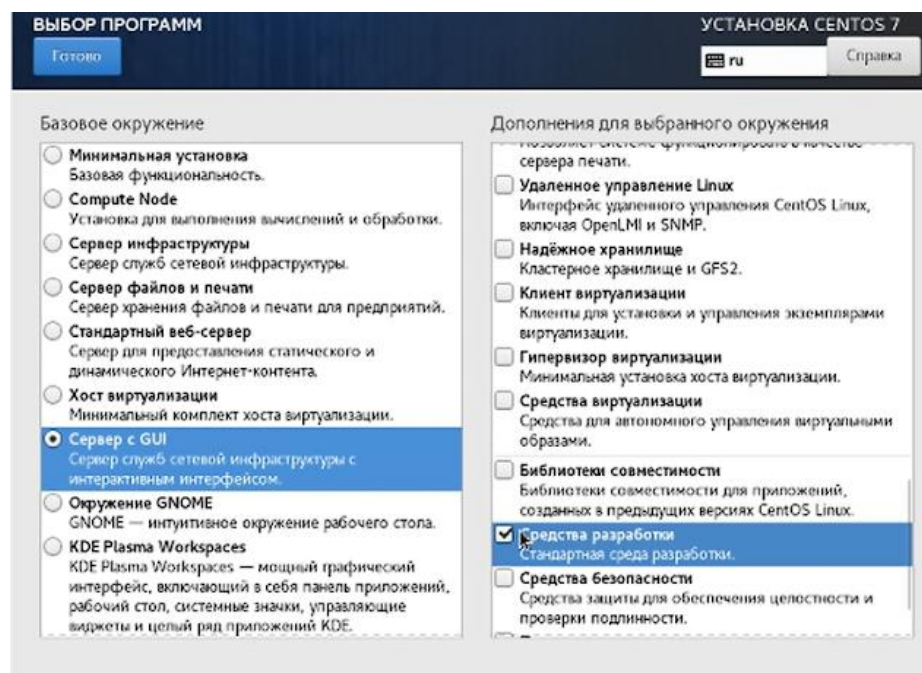 ВЫБОР ПРОГРАММ
УСТАНОВКА CENTOS 7
Готово
ru
Справка
Базовое окружение
Минимальная установка
Базовая функциональность.
Compute Node
Установка для выполнения вычислений и обработки.
Сервер инфраструктуры
Сервер служб сетевой инфраструктуры.
Сервер файлов и печати
Сервер хранения файлов и печати для предприятий.
Стандартный веб-сервер
Сервер для предоставления статического и
динамического Интернет-контента.
Хост виртуализации
Минимальный комплект хоста виртуализации.
Сервер с GUI
Сервер служб сетевой инфраструктуры с
интерактивным интерфейсом.
Окружение GNOME
GNOME — интуитивное окружение рабочего стола.
KDE Plasma Workspaces
KDE Plasma Workspaces — мощный графический
интерфейс, включающий в себя панель приложений,
рабочий стол, системные значки, управляющие
виджеты и целый ряд приложений KDE.
Дополнения для выбранного окружения
Позволяет системе функционировать в качестве
сервера печати.
Удаленное управление Linux
Интерфейс удаленного управления CentOS Linux,
включая OpenLMI и SNMP.
Надёжное хранилище
Кластерное хранилище и GFS2.
Клиент виртуализации
Клиенты для установки и управления экземплярами
виртуализации.
Гипервизор виртуализации
Минимальная установка хоста виртуализации.
Средства виртуализации
Средства для автономного управления виртуальными
образами.
Библиотеки совместимости
Библиотеки совместимости для приложений,
созданных в предыдущих версиях CentOS Linux.
Средства разработки
Стандартная среда разработки.
Средства безопасности
Средства защиты для обеспечения целостности и
проверки подлинности.